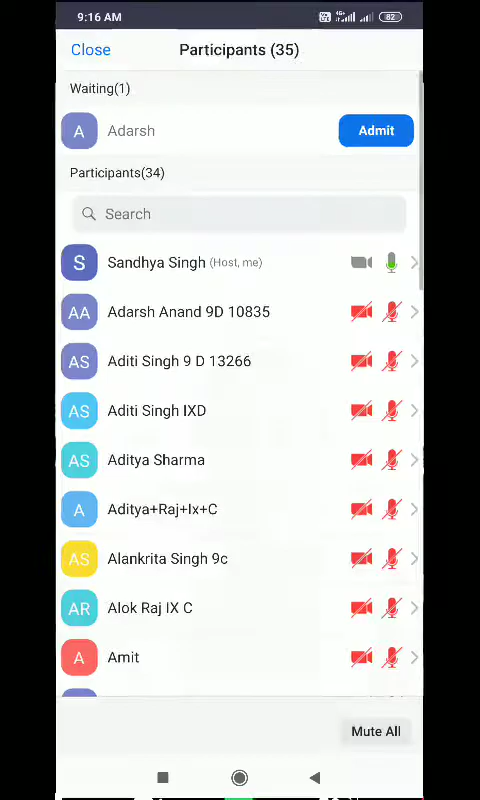 9:16 AM 4G+ 82
Close Participants (35)
Waiting(1)
A Adarsh Admit
Participants(34)
Search
S Sandhya Singh (Host, me)
AA Adarsh Anand 9D 10835
AS Aditi Singh 9 D 13266
AS Aditi Singh IXD
AS Aditya Sharma
A Aditya+Raj+Ix+C
AS Alankrita Singh 9c
AR Alok Raj IX C
A Amit
Mute All